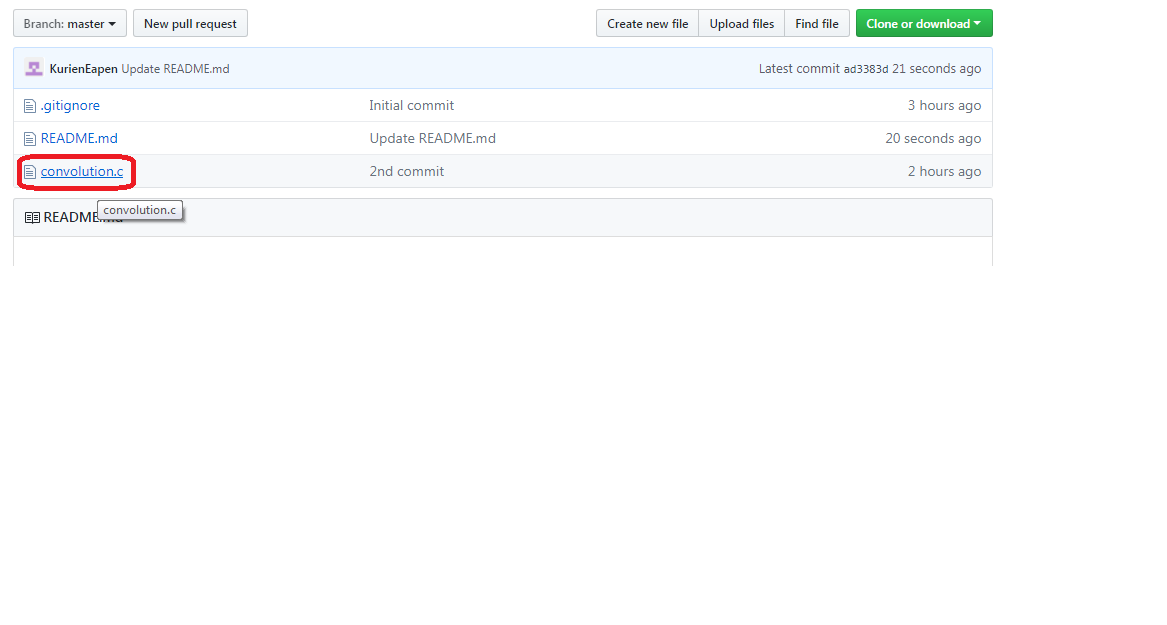 Branch: master New pull request Create new file Upload files Find file Clone or download
KurienEapen Update README.md Latest commit ad3383d 21 seconds ago
.gitignore Initial commit 3 hours ago
README.md Update README.md 20 seconds ago
convolution.c 2nd commit 2 hours ago
convolution.c
README.md